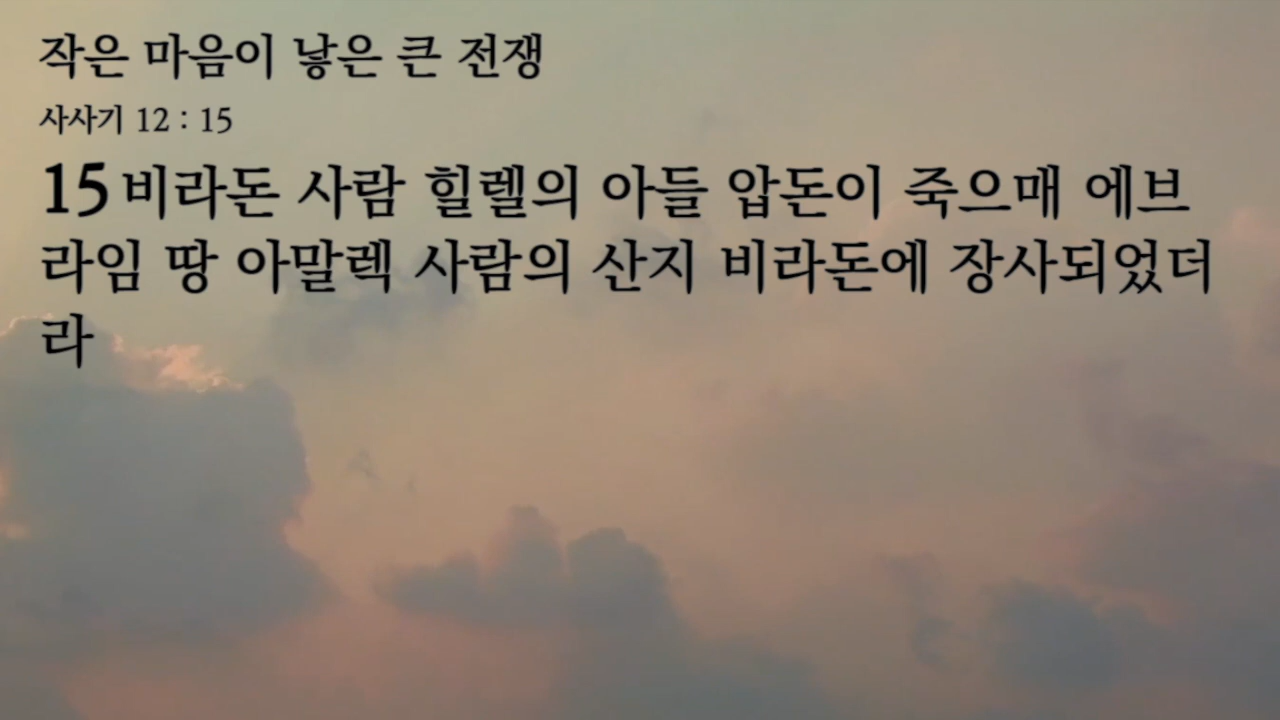 작은 마음이 낳은 큰 전쟁
사사기 12 : 15
15 비라돈 사람 힐렐의 아들 압돈이 죽으매 에브
라임 땅 아말렉 사람의 산지 비라돈에 장사되었더
라